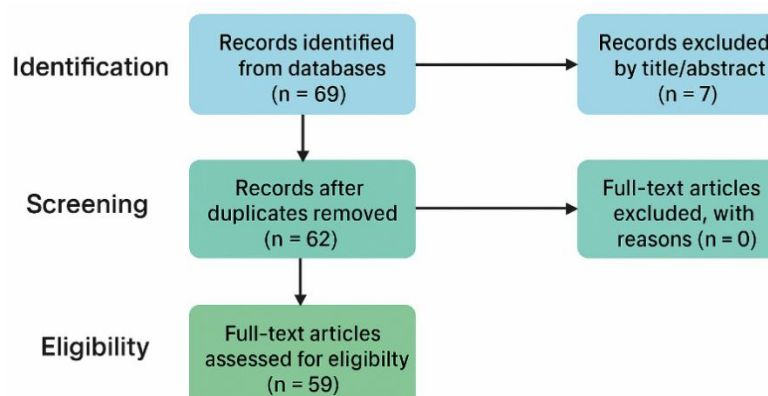 Identification
Records identified
from databases
(n = 69)
Records excluded
by title/abstract
(n = 7)
Screening
Records after
duplicates removed
(n = 62)
Full-text articles
excluded, with
reasons (n = 0)
Eligibility
Full-text articles
assessed for eligibilty
(n = 59)